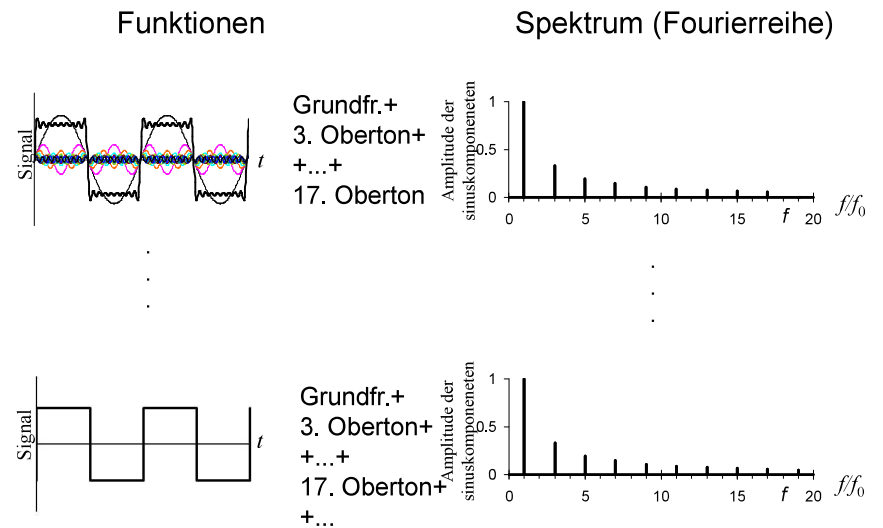 Funktionen
Spektrum (Fourierreihe)
Signal
t
Grundfr.+
3. Oberton+
+...+
17. Oberton
Amplitude der
sinuskomponeneten
1
0.5
0
0
5
10
15
20
f
f/f0
.
.
.
.
.
.
Signal
t
Grundfr.+
3. Oberton+
+...+
17. Oberton+
+...
Amplitude der
sinuskomponeneten
1
0.5
0
0
5
10
15
20
f
f/f0